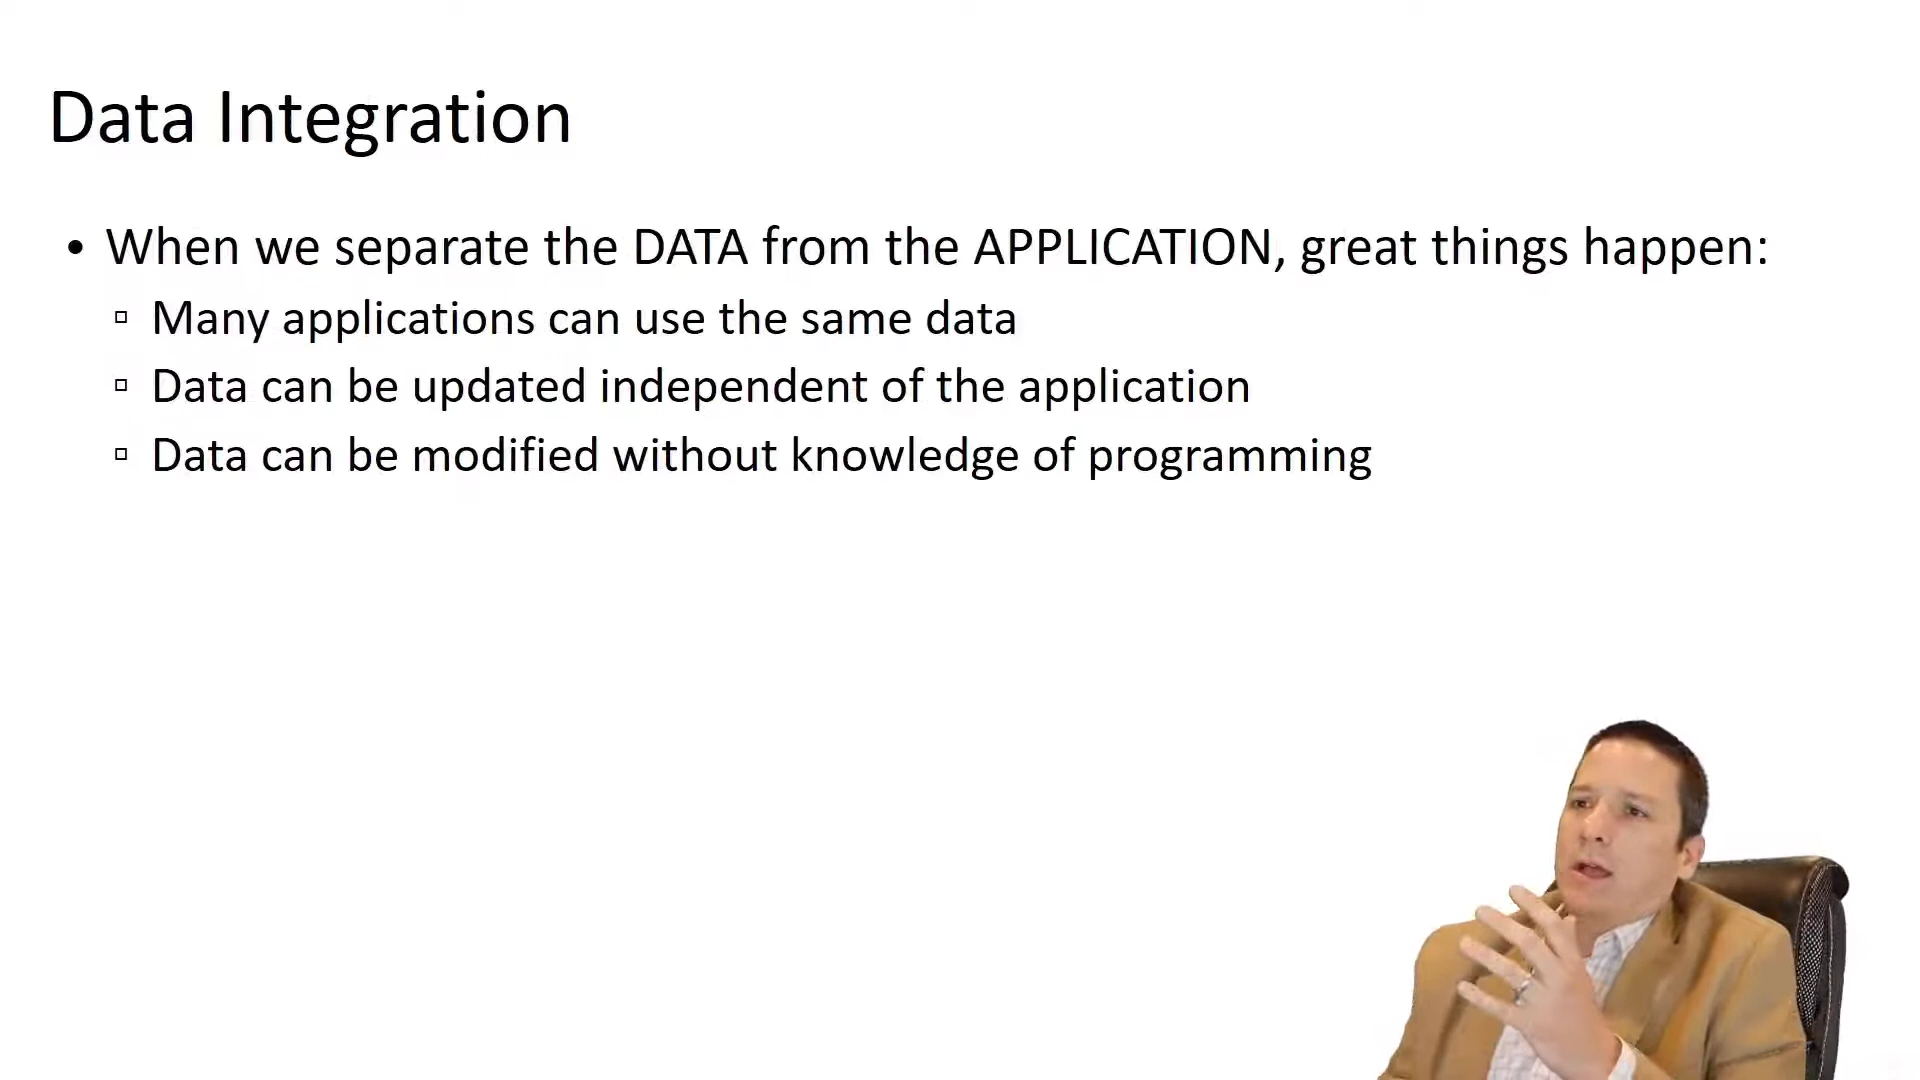 Data Integration
• When we separate the DATA from the APPLICATION, great things happen:
▫ Many applications can use the same data
▫ Data can be updated independent of the application
▫ Data can be modified without knowledge of programming